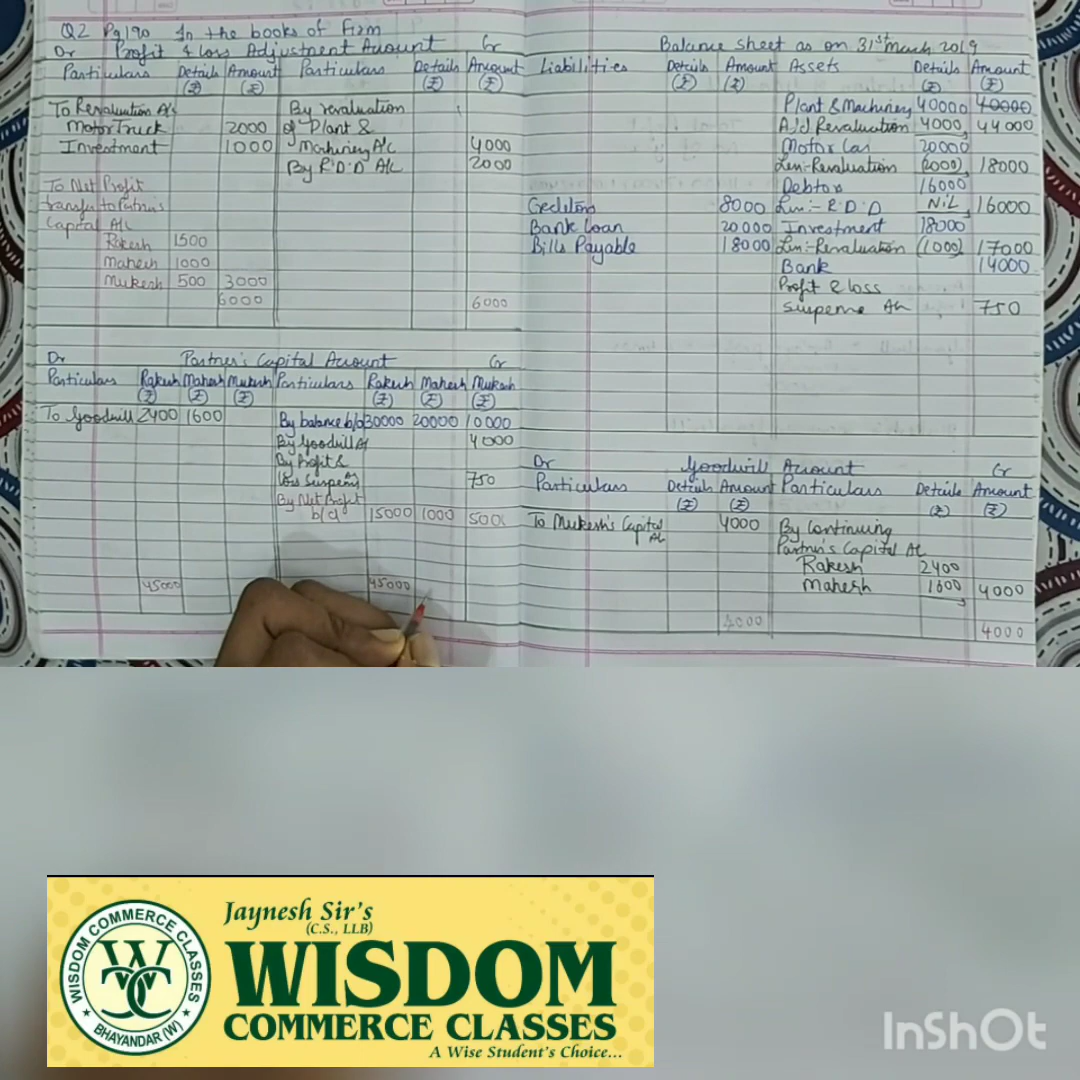 Q2 Pg190 In the books of Firm
Dr Profit & Loss Adjustment Amount Cr
Particulars Details (₹) Amount (₹) Particulars Details (₹) Amount (₹)
To Revaluation A/c By revaluation
Motor Truck 2000 of Plant &
Investment 1000 Machinery A/C 4000
By R.D.D A/C 2000
To Net Profit
transfer to Partner's
Capital A/c
Rakesh 1500
Mahesh 1000
Mukesh 500 3000
6000 6000
Dr Partner's Capital Account Cr
Particulars Rakesh (₹) Mahesh (₹) Mukesh (₹) Particulars Rakesh (₹) Mahesh (₹) Mukesh (₹)
To Goodwill 2400 1600 By balance b/d 30000 20000 10000
By Goodwill A/c 4000
By Profit &
loss suspense A/c 750
By Net Profit
b/d 15000 1000 500
45000 45000
Balance sheet as on 31st March 2019
Liabilities Details (₹) Amount (₹) Assets Details (₹) Amount (₹)
Plant & Machinery 40000 40000
Add Revaluation 4000 44000
Motor Car 20000
Less:-Revaluation (2000) 18000
Debtors 16000
Creditors 8000 Less:- R.D.D NIL 16000
Bank Loan 20000 Investment 18000
Bills Payable 18000 Less:-Revaluation (1000) 17000
Bank 14000
Profit & Loss
Suspense A/c 750
Dr Goodwill Account Cr
Particulars Details (₹) Amount (₹) Particulars Details (₹) Amount (₹)
To Mukesh's Capital A/c 4000 By Continuing
Partner's Capital A/c
Rakesh 2400
Mahesh 1600 4000
4000 4000
Jaynesh Sir's
(C.S., LLB)
WISDOM
COMMERCE CLASSES
A Wise Student's Choice...
WISDOM COMMERCE CLASSES
WCC
BHAYANDAR (W)
InShOt